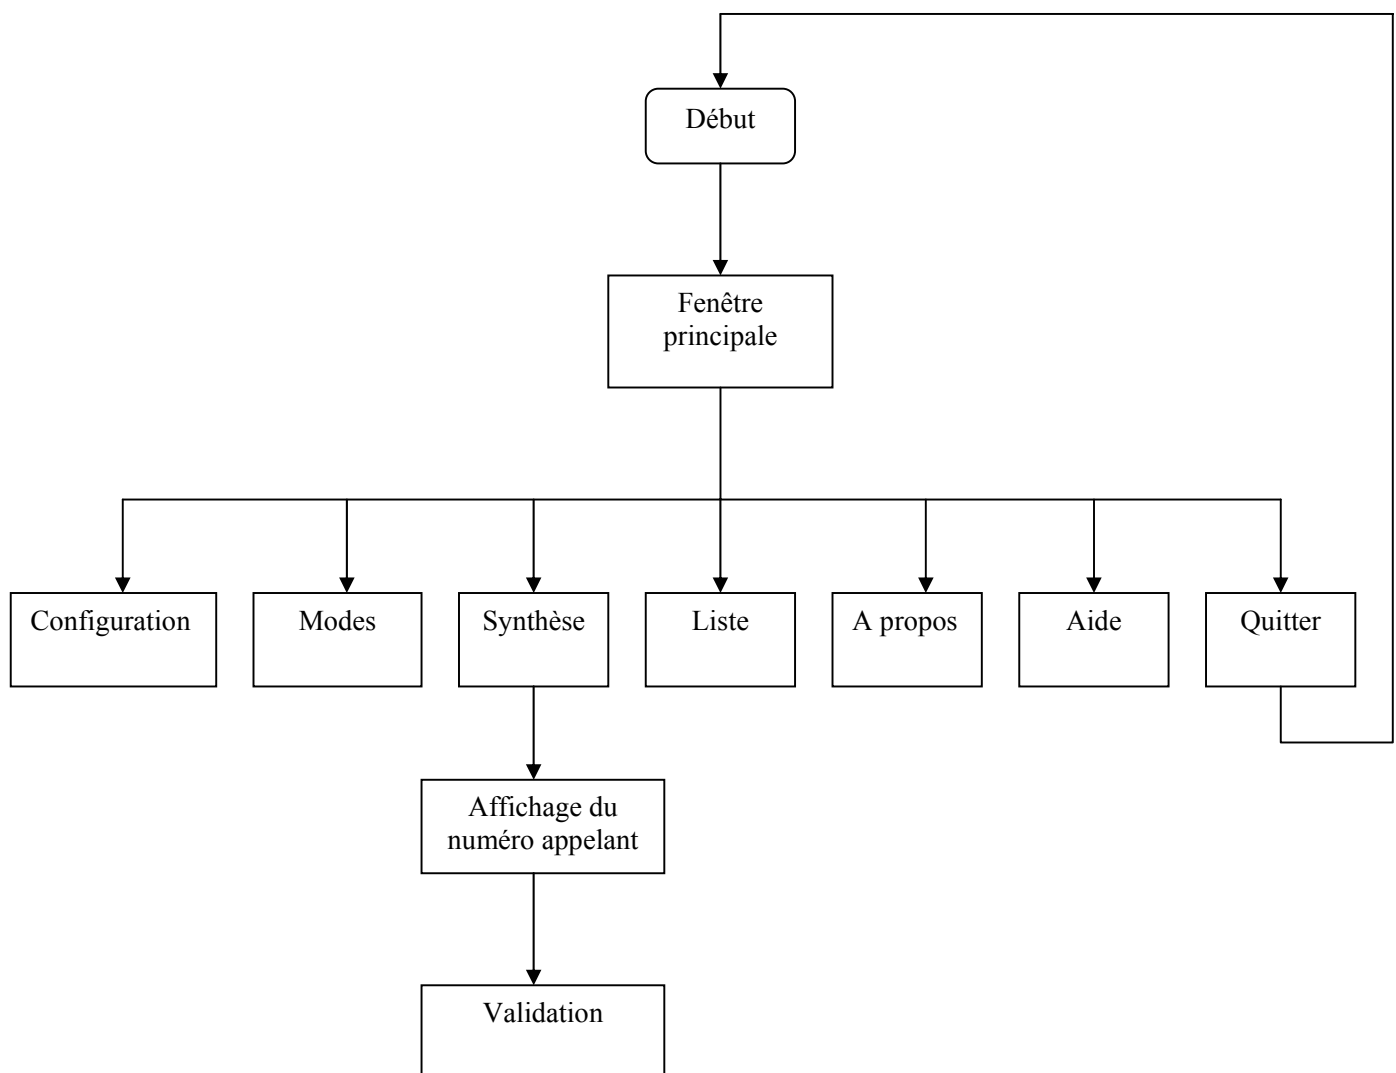 Début
Fenêtre
principale
Configuration
Modes
Synthèse
Liste
A propos
Aide
Quitter
Affichage du
numéro appelant
Validation